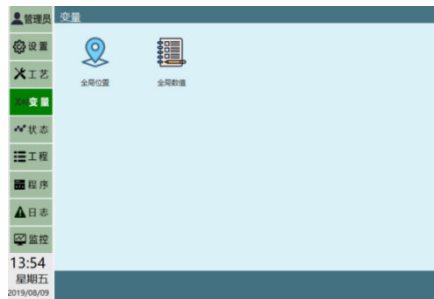 管理员
变量
设置
工艺
变量
状态
工程
程序
日志
监控
全局位置
全局数值
13:54
星期五
2019/08/09